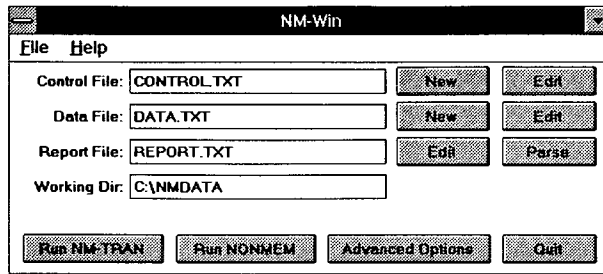 NM-Win
File Help
Control File: CONTROL.TXT New Edit
Data File: DATA.TXT New Edit
Report File: REPORT.TXT Edit Parse
Working Dir: C:\NMDATA
Run NM-TRAN Run NONMEM Advanced Options Quit